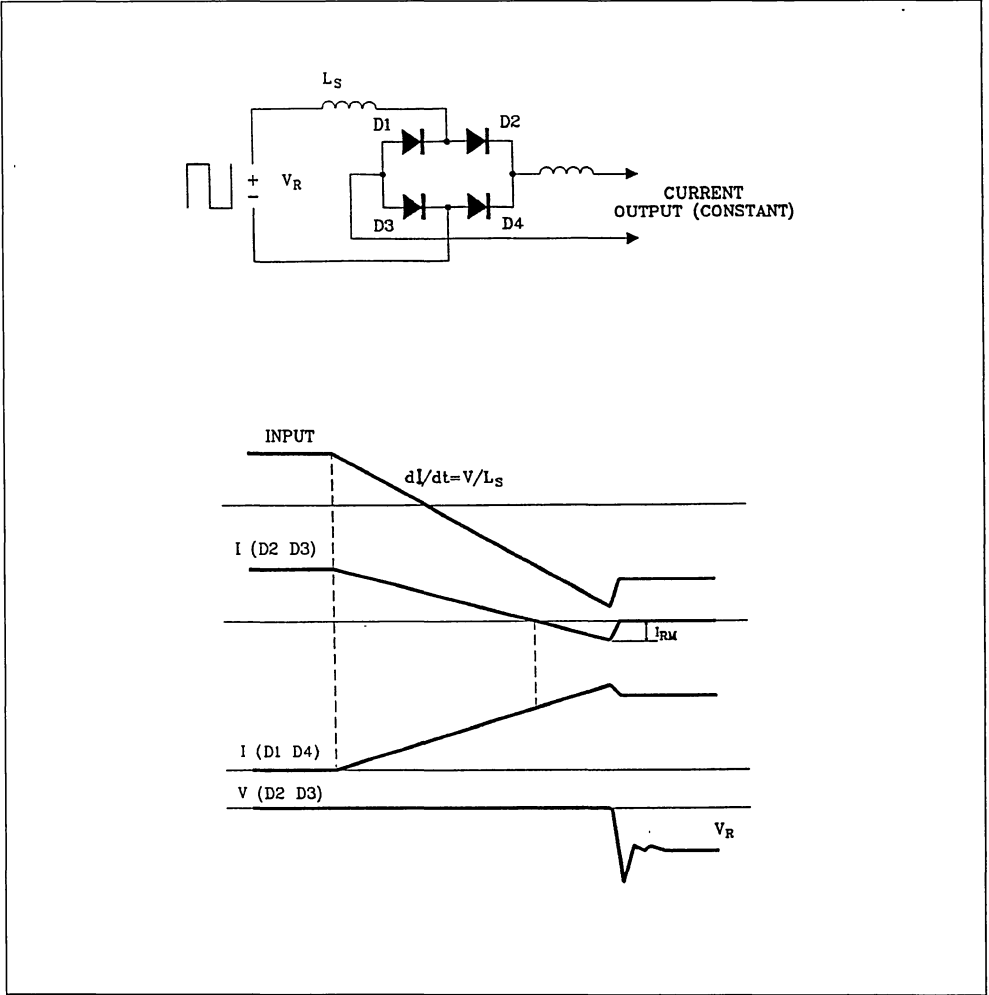 L_S
D1 D2
+
−
V_R
CURRENT
OUTPUT (CONSTANT)
D3 D4
INPUT
dI/dt=V/L_S
I (D2 D3)
I_RM
I (D1 D4)
V (D2 D3)
V_R